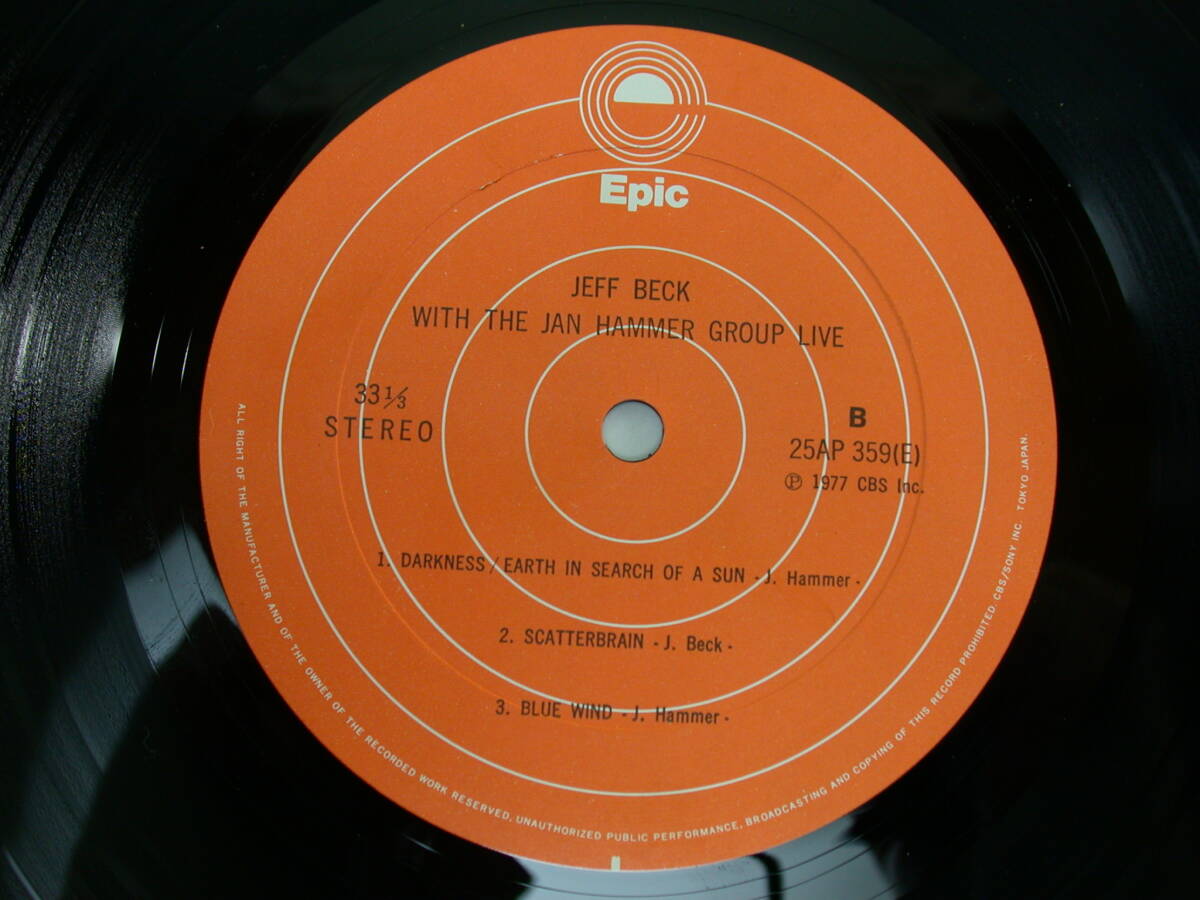 Epic
JEFF BECK
WITH THE JAN HAMMER GROUP LIVE
33 1/3
STEREO
B
25AP 359(E)
℗ 1977 CBS Inc.
1. DARKNESS/EARTH IN SEARCH OF A SUN - J. Hammer -
2. SCATTERBRAIN - J. Beck -
3. BLUE WIND - J. Hammer -
ALL RIGHT OF THE MANUFACTURER AND OF THE OWNER OF THE RECORDED WORK RESERVED. UNAUTHORIZED PUBLIC PERFORMANCE, BROADCASTING AND COPYING OF THIS RECORD PROHIBITED. CBS/SONY INC. TOKYO JAPAN.